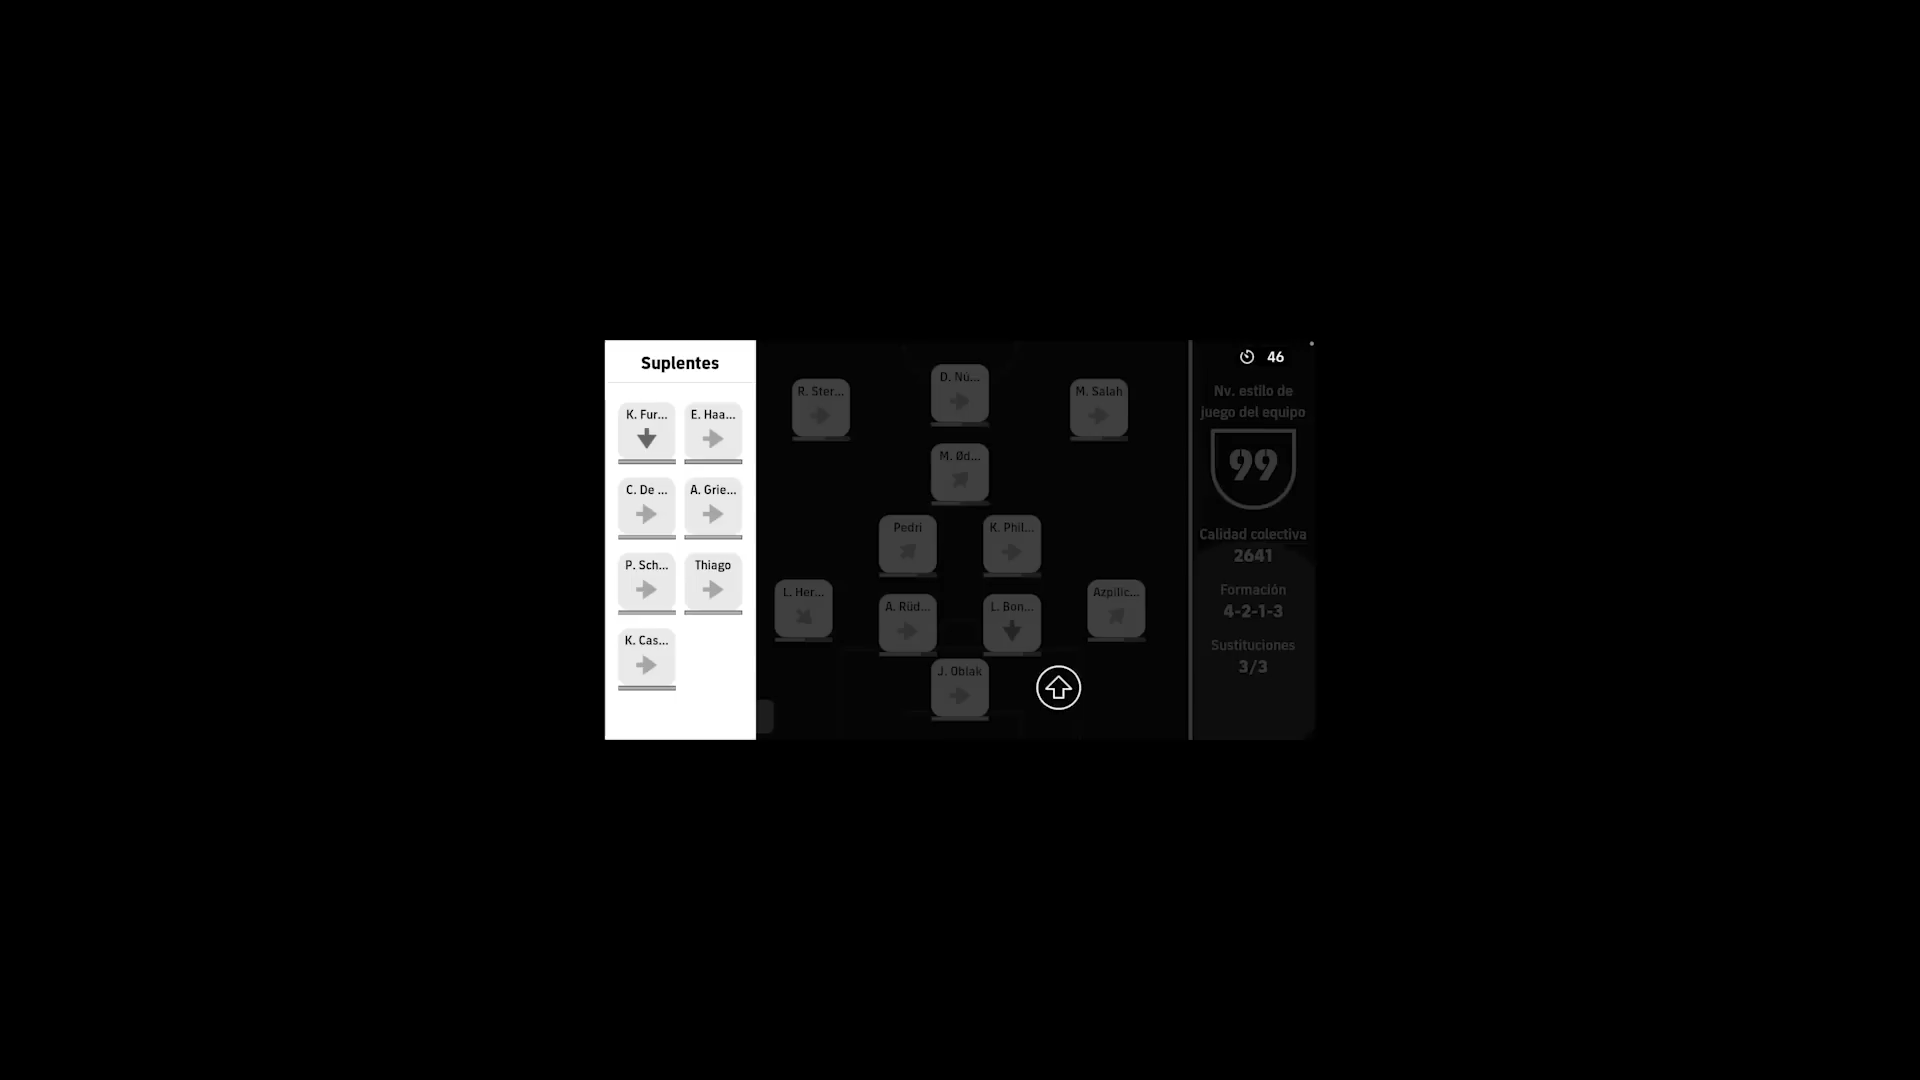 Suplentes
K. Fur...
E. Haa...
C. De ...
A. Grie...
P. Sch...
Thiago
K. Cas...
R. Ster...
D. Nú...
M. Salah
M. Ød...
Pedri
K. Phil...
L. Her...
A. Rüd...
L. Bon...
Azpilic...
J. Oblak
46
Nv. estilo de
juego del equipo
99
Calidad colectiva
2641
Formación
4-2-1-3
Sustituciones
3/3